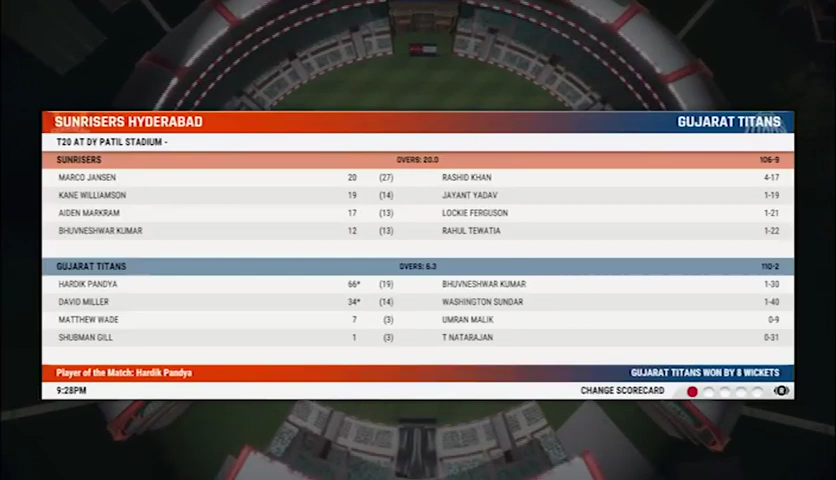 SUNRISERS HYDERABAD GUJARAT TITANS
T20 AT DY PATIL STADIUM -
SUNRISERS OVERS: 20.0 106-9
MARCO JANSEN 20 (27) RASHID KHAN 4-17
KANE WILLIAMSON 19 (14) JAYANT YADAV 1-19
AIDEN MARKRAM 17 (13) LOCKIE FERGUSON 1-21
BHUVNESHWAR KUMAR 12 (13) RAHUL TEWATIA 1-22
GUJARAT TITANS OVERS: 6.3 110-2
HARDIK PANDYA 66* (19) BHUVNESHWAR KUMAR 1-30
DAVID MILLER 34* (14) WASHINGTON SUNDAR 1-40
MATTHEW WADE 7 (3) UMRAN MALIK 0-9
SHUBMAN GILL 1 (3) T NATARAJAN 0-31
Player of the Match: Hardik Pandya GUJARAT TITANS WON BY 8 WICKETS
9:28PM CHANGE SCORECARD